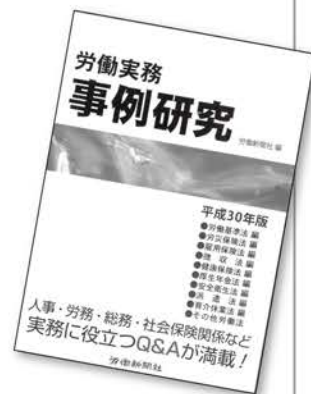 労働実務
事例研究
労働新聞社 編
平成30年版
●労働基準法 編
●労災保険法 編
●雇用保険法 編
●徴収法 編
●健康保険法 編
●厚生年金法 編
●安全衛生法 編
●派遣法 編
●育介休業法 編
●その他労働法
人事・労務・総務・社会保険関係など
実務に役立つQ&Aが満載!
労働新聞社